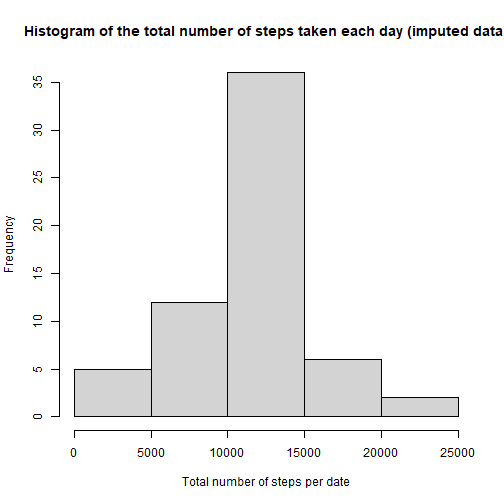 Histogram of the total number of steps taken each day (imputed data
35
30
25
20
15
10
5
0
Frequency
0 5000 10000 15000 20000 25000
Total number of steps per date